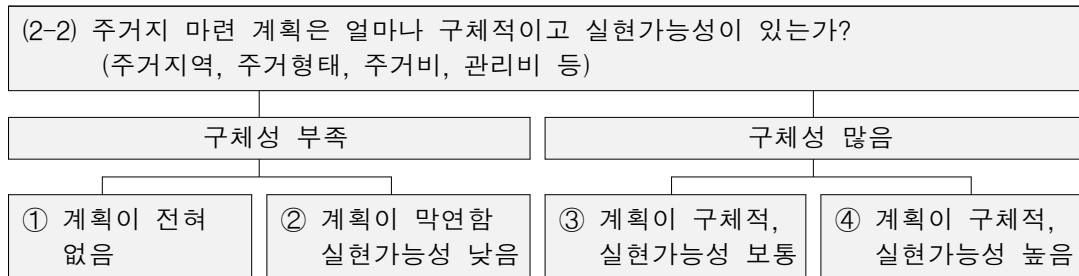 (2-2) 주거지 마련 계획은 얼마나 구체적이고 실현가능성이 있는가?
(주거지역, 주거형태, 주거비, 관리비 등)
구체성 부족
구체성 많음
① 계획이 전혀
없음
② 계획이 막연함
실현가능성 낮음
③ 계획이 구체적,
실현가능성 보통
④ 계획이 구체적,
실현가능성 높음